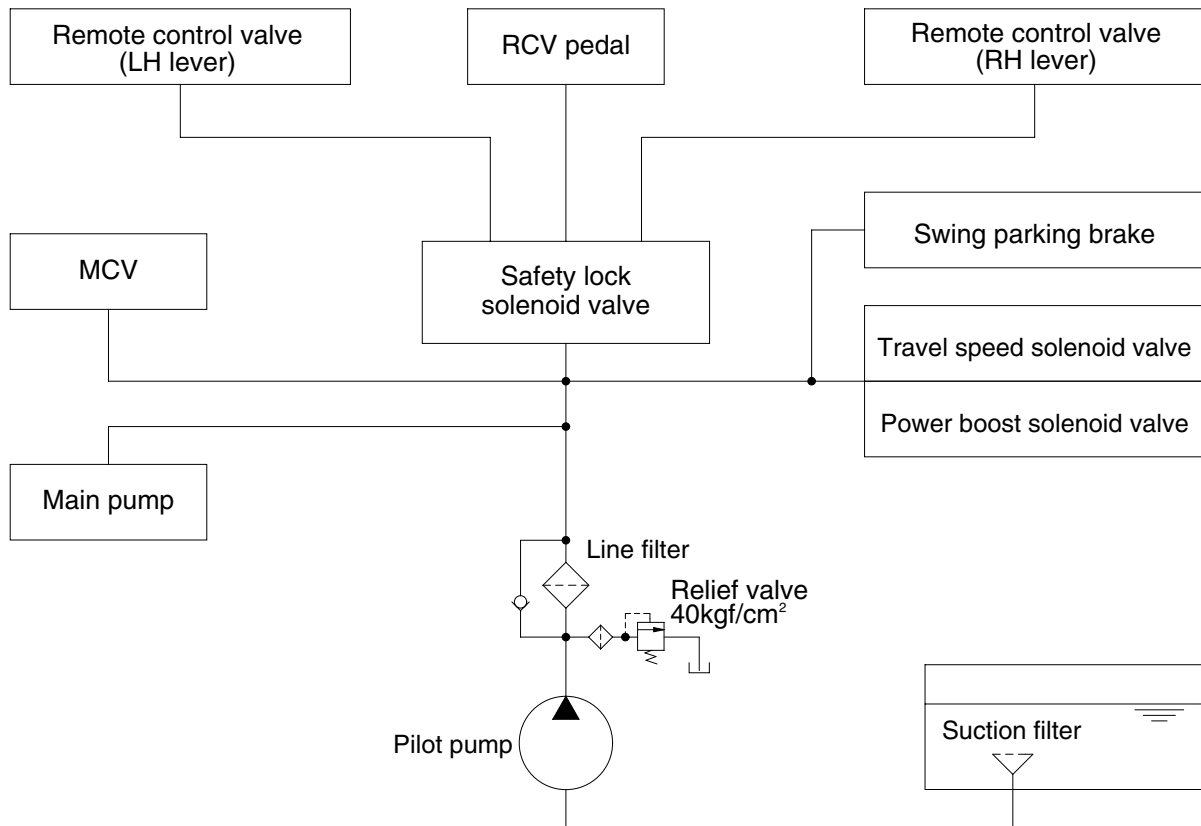 Remote control valve
(LH lever)
RCV pedal
Remote control valve
(RH lever)
MCV
Safety lock
solenoid valve
Swing parking brake
Travel speed solenoid valve
Power boost solenoid valve
Main pump
Line filter
Relief valve
40kgf/cm²
Pilot pump
Suction filter